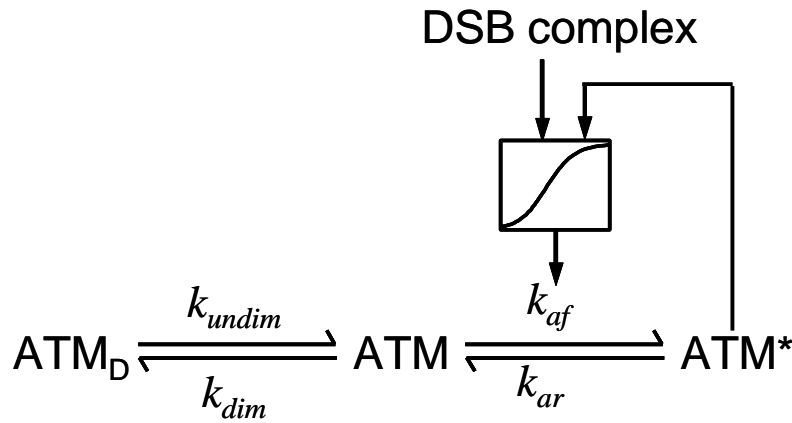 DSB complex
k_undim
k_af
ATM_D ATM ATM*
k_dim
k_ar